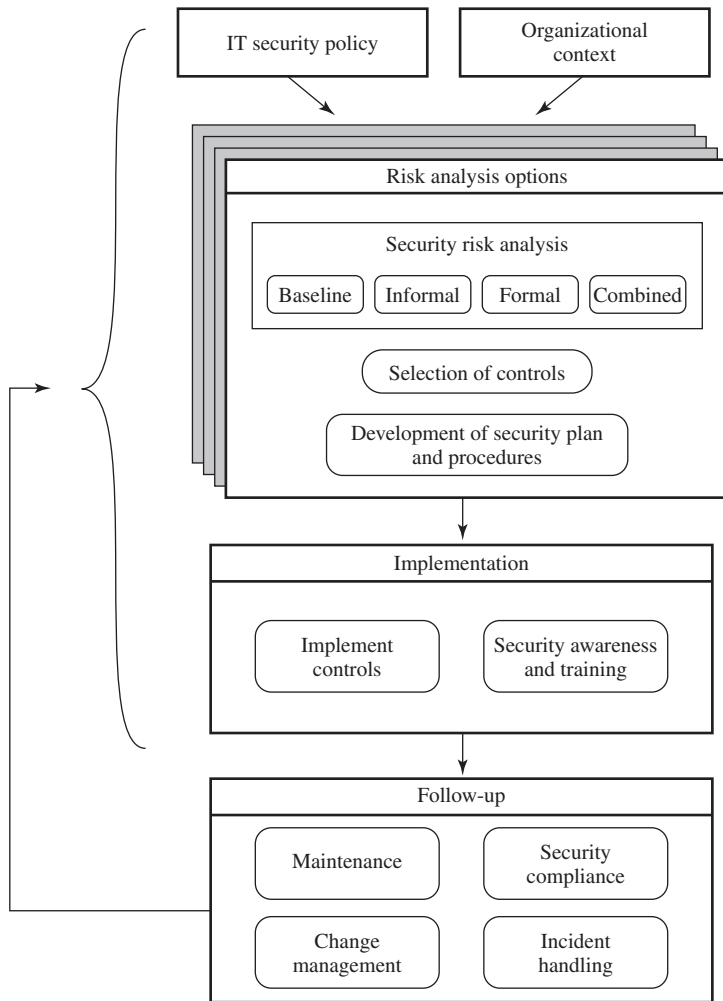 IT security policy
Organizational
context
Risk analysis options
Security risk analysis
Baseline
Informal
Formal
Combined
Selection of controls
Development of security plan
and procedures
Implementation
Implement
controls
Security awareness
and training
Follow-up
Maintenance
Security
compliance
Change
management
Incident
handling